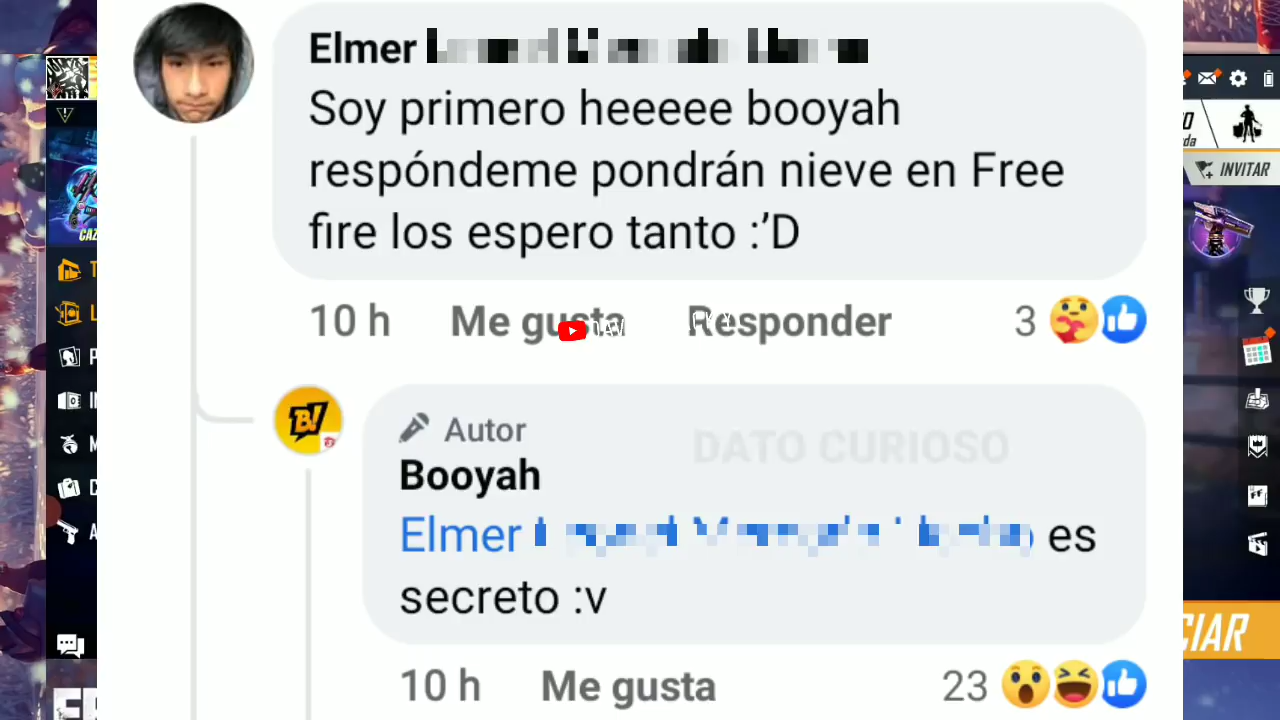 Elmer
Soy primero heeeee booyah
respóndeme pondrán nieve en Free
fire los espero tanto :’D
10 h Me gusta Responder 3
Autor
DATO CURIOSO
Booyah
Elmer es
secreto :v
10 h Me gusta 23
INVITAR
CIAR